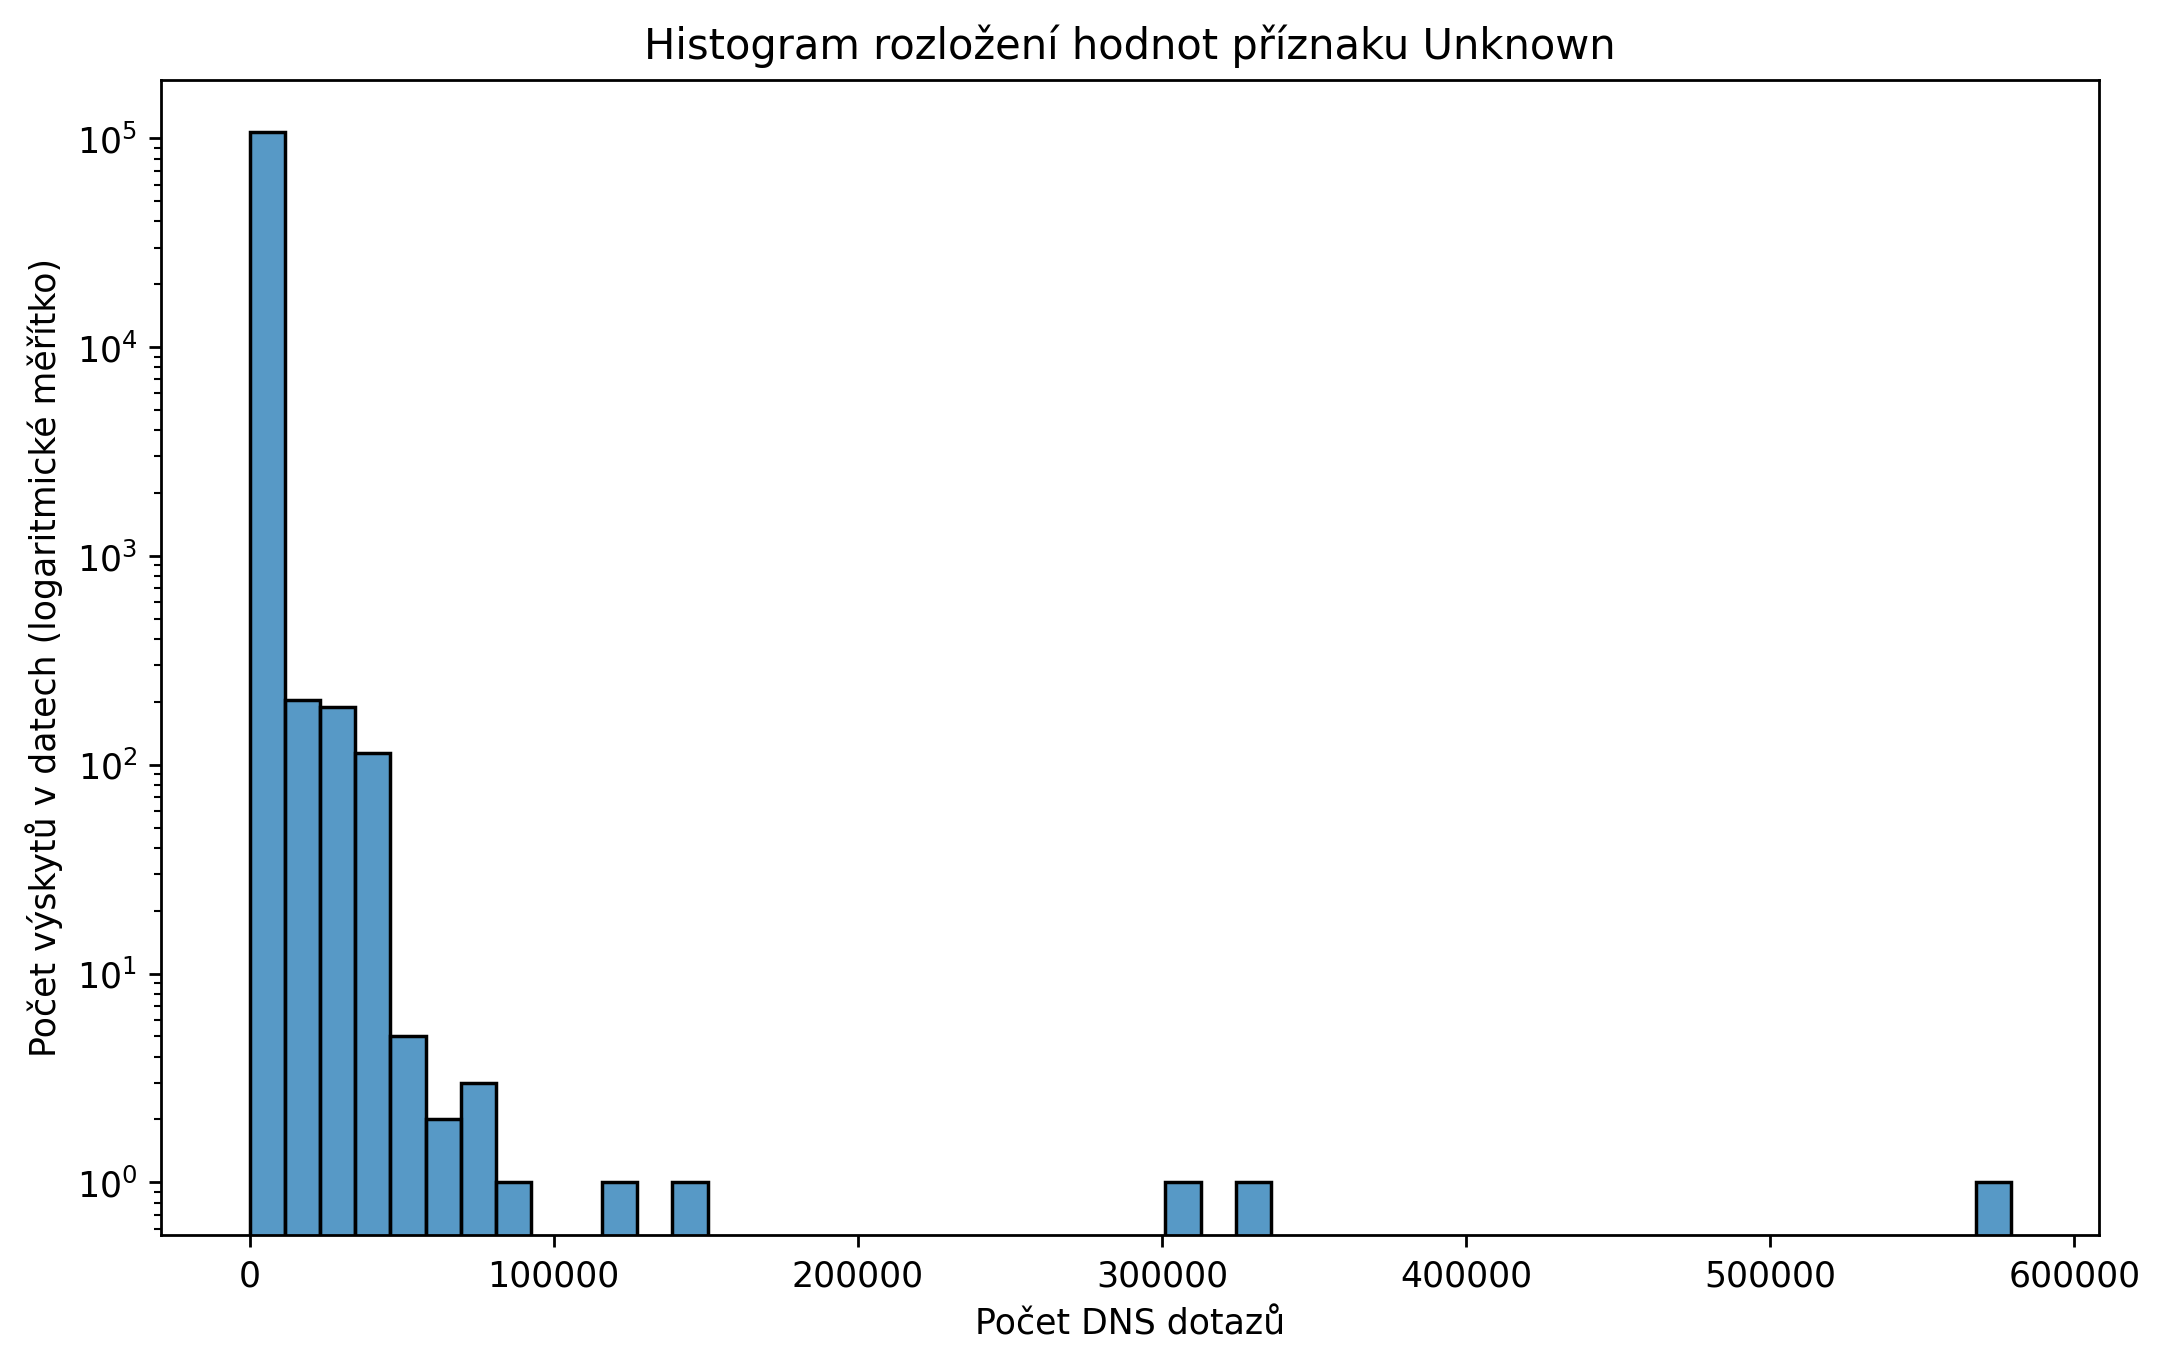 Histogram rozložení hodnot příznaku Unknown
Počet výskytů v datech (logaritmické měřítko)
10⁵
10⁴
10³
10²
10¹
10⁰
0 100000 200000 300000 400000 500000 600000
Počet DNS dotazů